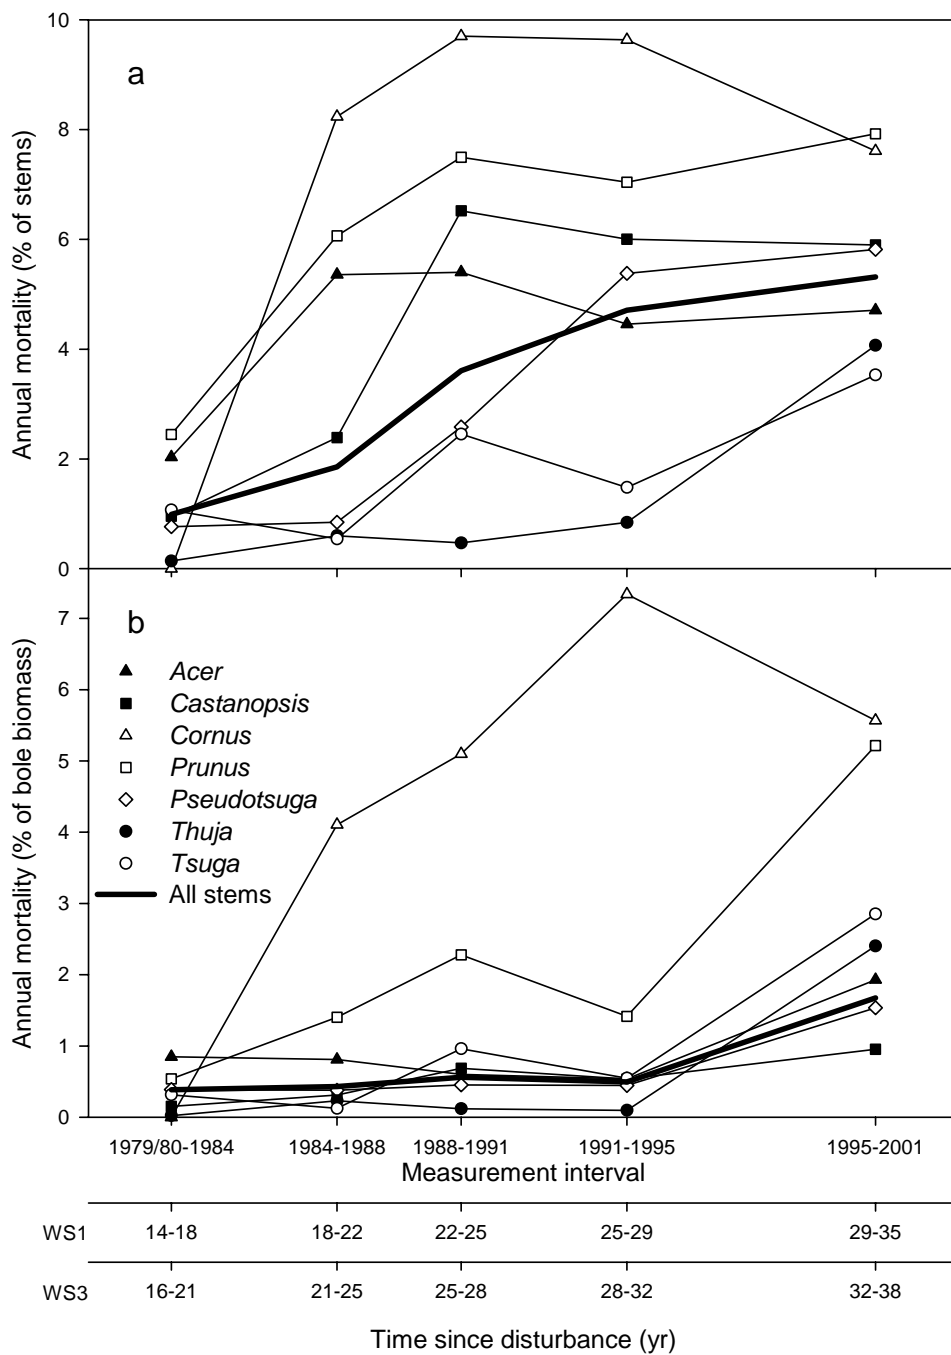 a
Annual mortality (% of stems)
10
8
6
4
2
0
b
Annual mortality (% of bole biomass)
7
6
5
4
3
2
1
0
Acer
Castanopsis
Cornus
Prunus
Pseudotsuga
Thuja
Tsuga
All stems
1979/80-1984 1984-1988 1988-1991 1991-1995 1995-2001
Measurement interval
WS1 14-18 18-22 22-25 25-29 29-35
WS3 16-21 21-25 25-28 28-32 32-38
Time since disturbance (yr)